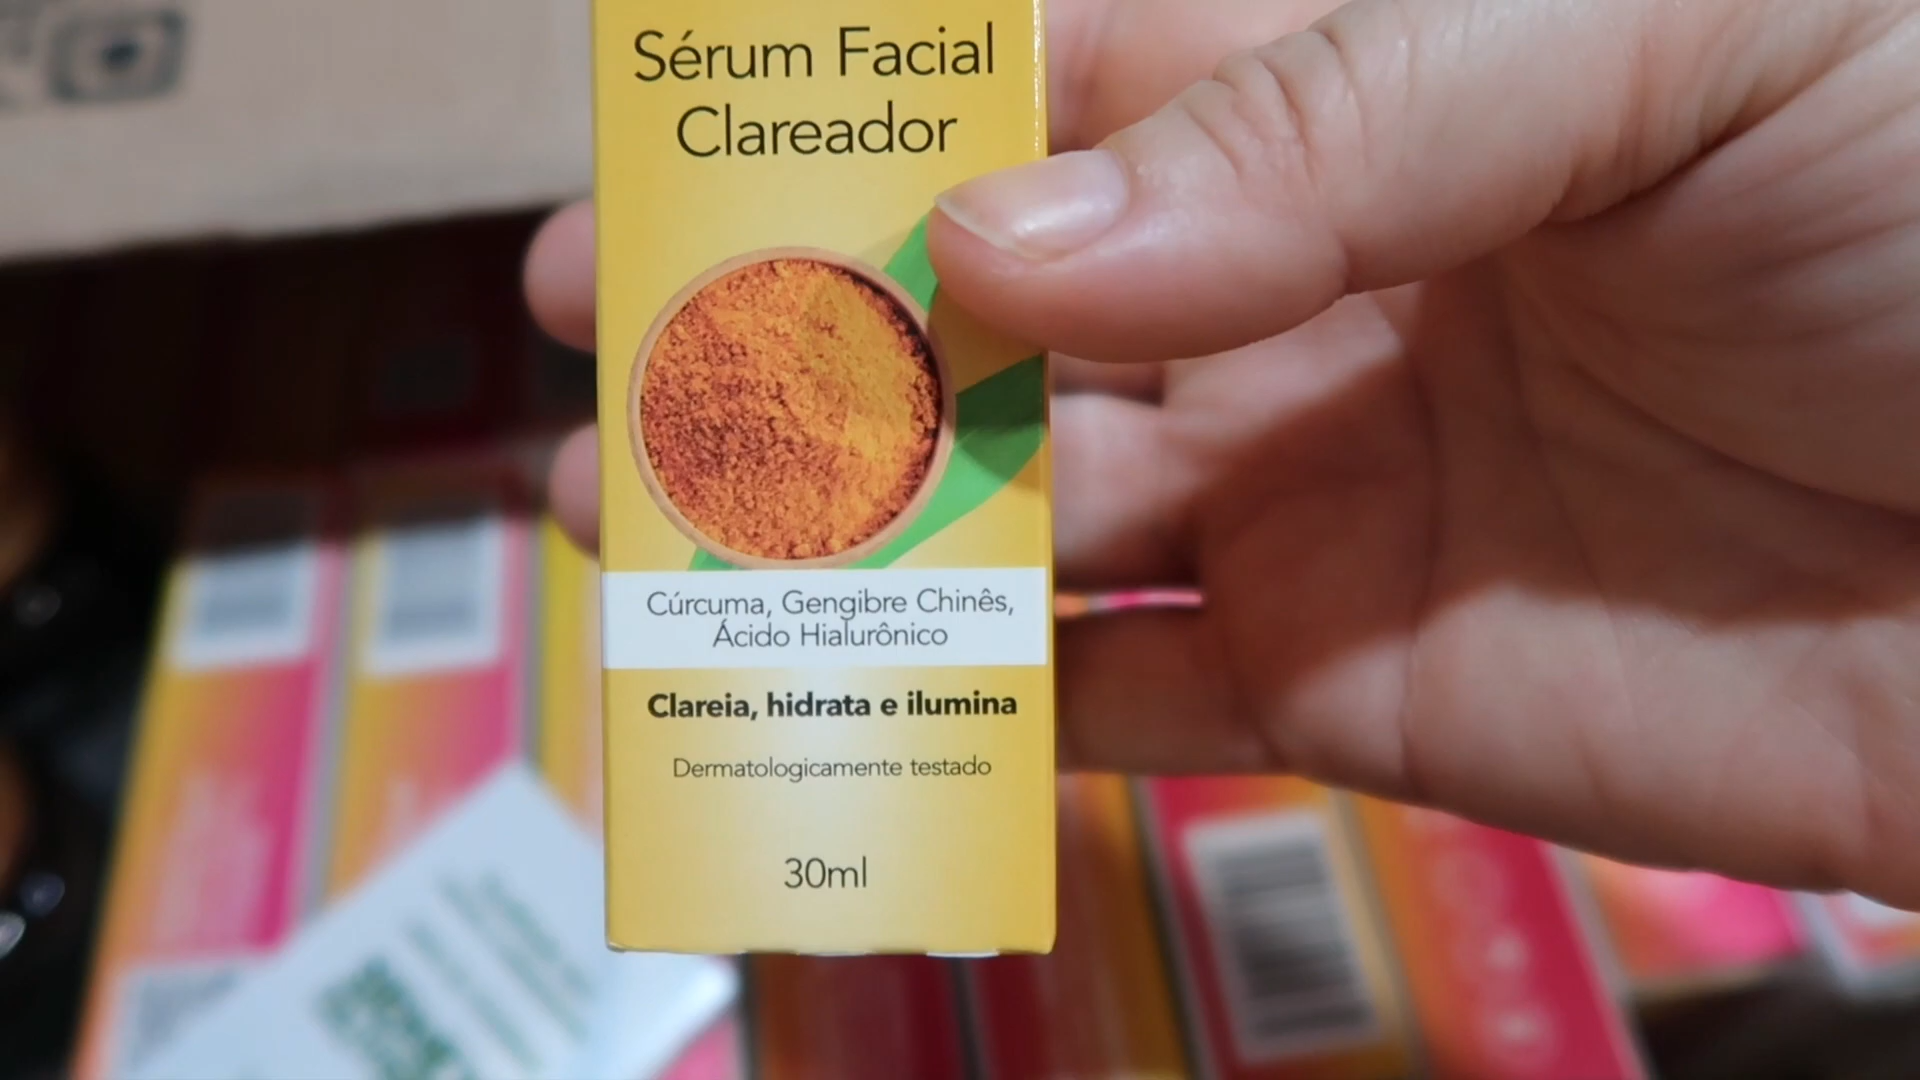 Sérum Facial
Clareador
Cúrcuma, Gengibre Chinês,
Ácido Hialurônico
Clareia, hidrata e ilumina
Dermatologicamente testado
30ml